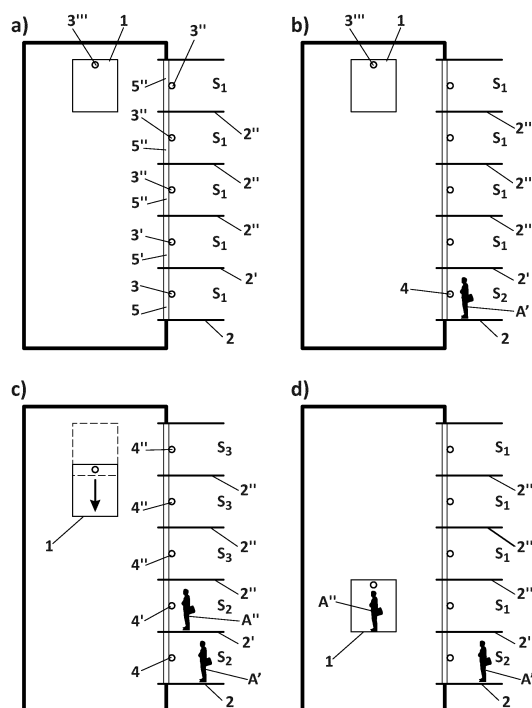 a)
3''' 1 3''
5'' S1
3'' 2''
5'' S1
3'' 2''
5'' S1
3' 2''
5' S1
3 2'
5 S1
2
b)
3''' 1
S1
2''
S1
2''
S1
2''
S1
2'
4 S2
A'
2
c)
4'' S3
2''
4'' S3
1 2''
4'' S3
2''
4' S2
A''
2'
4 S2
A'
2
d)
S1
2''
S1
2''
S1
2''
A'' S1
1 2'
S1
A'
2